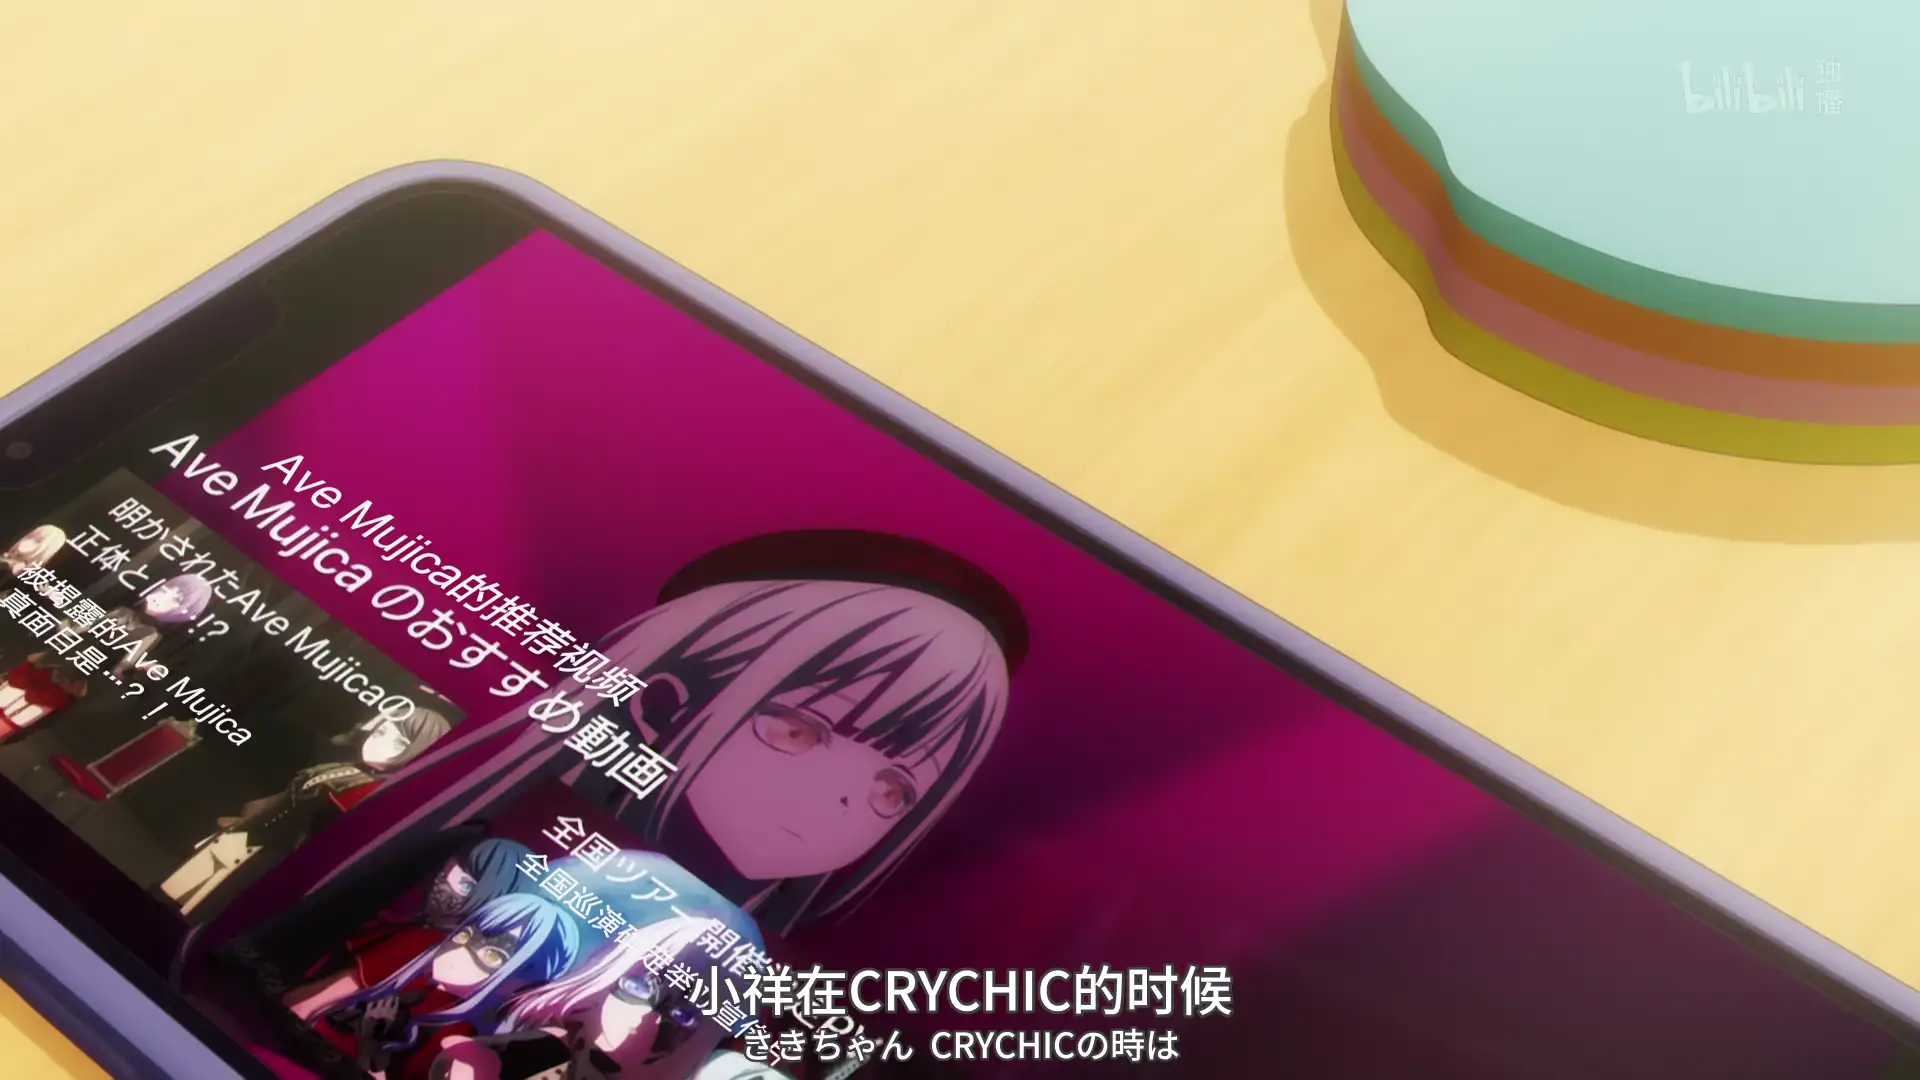 bilibili 独播
Ave Mujica的推荐视频
Ave Mujica のおすすめ動画
明かされたAve Mujicaの
正体とは…!?
被揭露的Ave Mujica
真面目是…？！
全国ツアー開催
全国巡演
小祥在CRYCHIC的时候
さきちゃん CRYCHICの時は